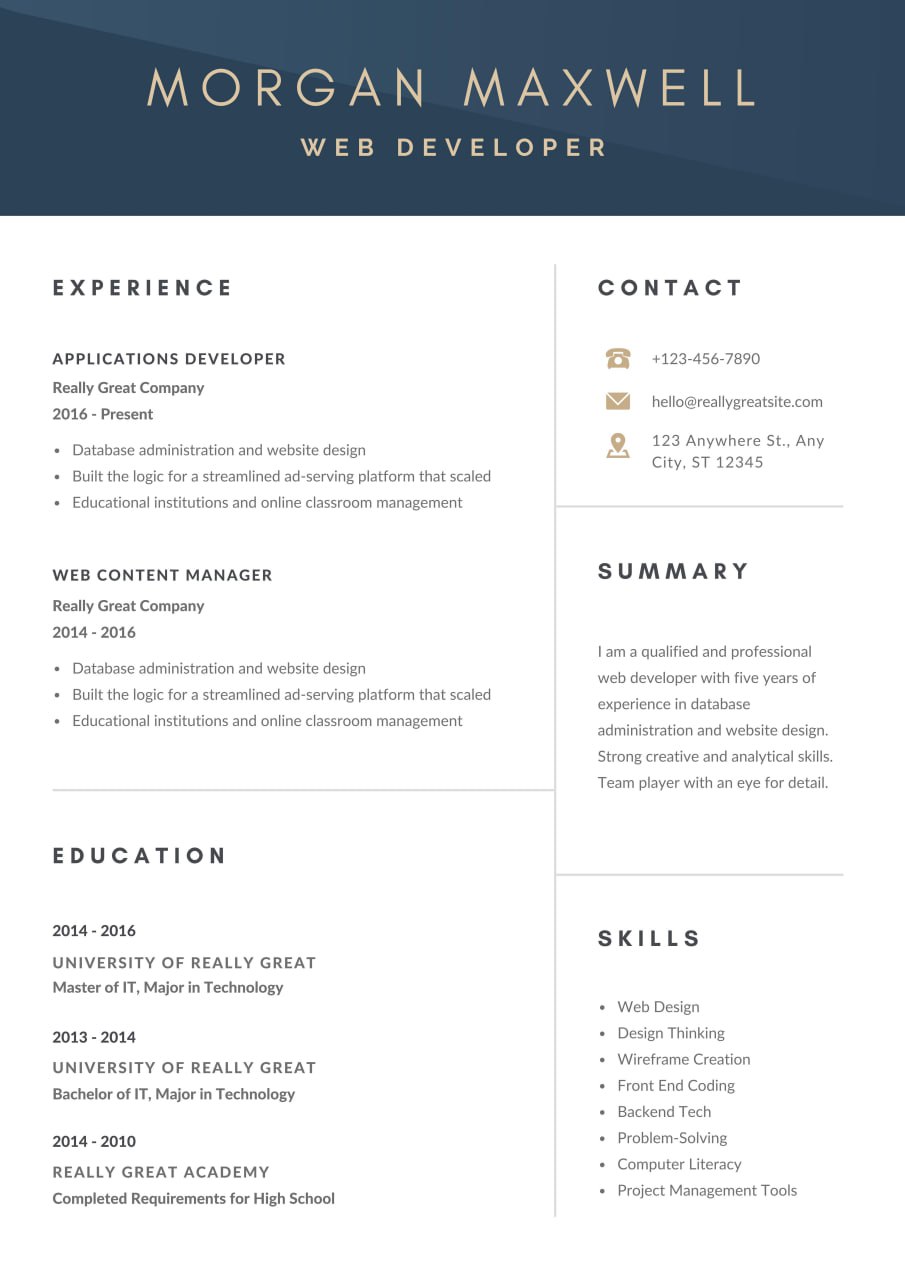 MORGAN MAXWELL
WEB DEVELOPER
EXPERIENCE
APPLICATIONS DEVELOPER
Really Great Company
2016 - Present
• Database administration and website design
• Built the logic for a streamlined ad-serving platform that scaled
• Educational institutions and online classroom management
WEB CONTENT MANAGER
Really Great Company
2014 - 2016
• Database administration and website design
• Built the logic for a streamlined ad-serving platform that scaled
• Educational institutions and online classroom management
EDUCATION
2014 - 2016
UNIVERSITY OF REALLY GREAT
Master of IT, Major in Technology
2013 - 2014
UNIVERSITY OF REALLY GREAT
Bachelor of IT, Major in Technology
2014 - 2010
REALLY GREAT ACADEMY
Completed Requirements for High School
CONTACT
+123-456-7890
hello@reallygreatsite.com
123 Anywhere St., Any
City, ST 12345
SUMMARY
I am a qualified and professional
web developer with five years of
experience in database
administration and website design.
Strong creative and analytical skills.
Team player with an eye for detail.
SKILLS
• Web Design
• Design Thinking
• Wireframe Creation
• Front End Coding
• Backend Tech
• Problem-Solving
• Computer Literacy
• Project Management Tools